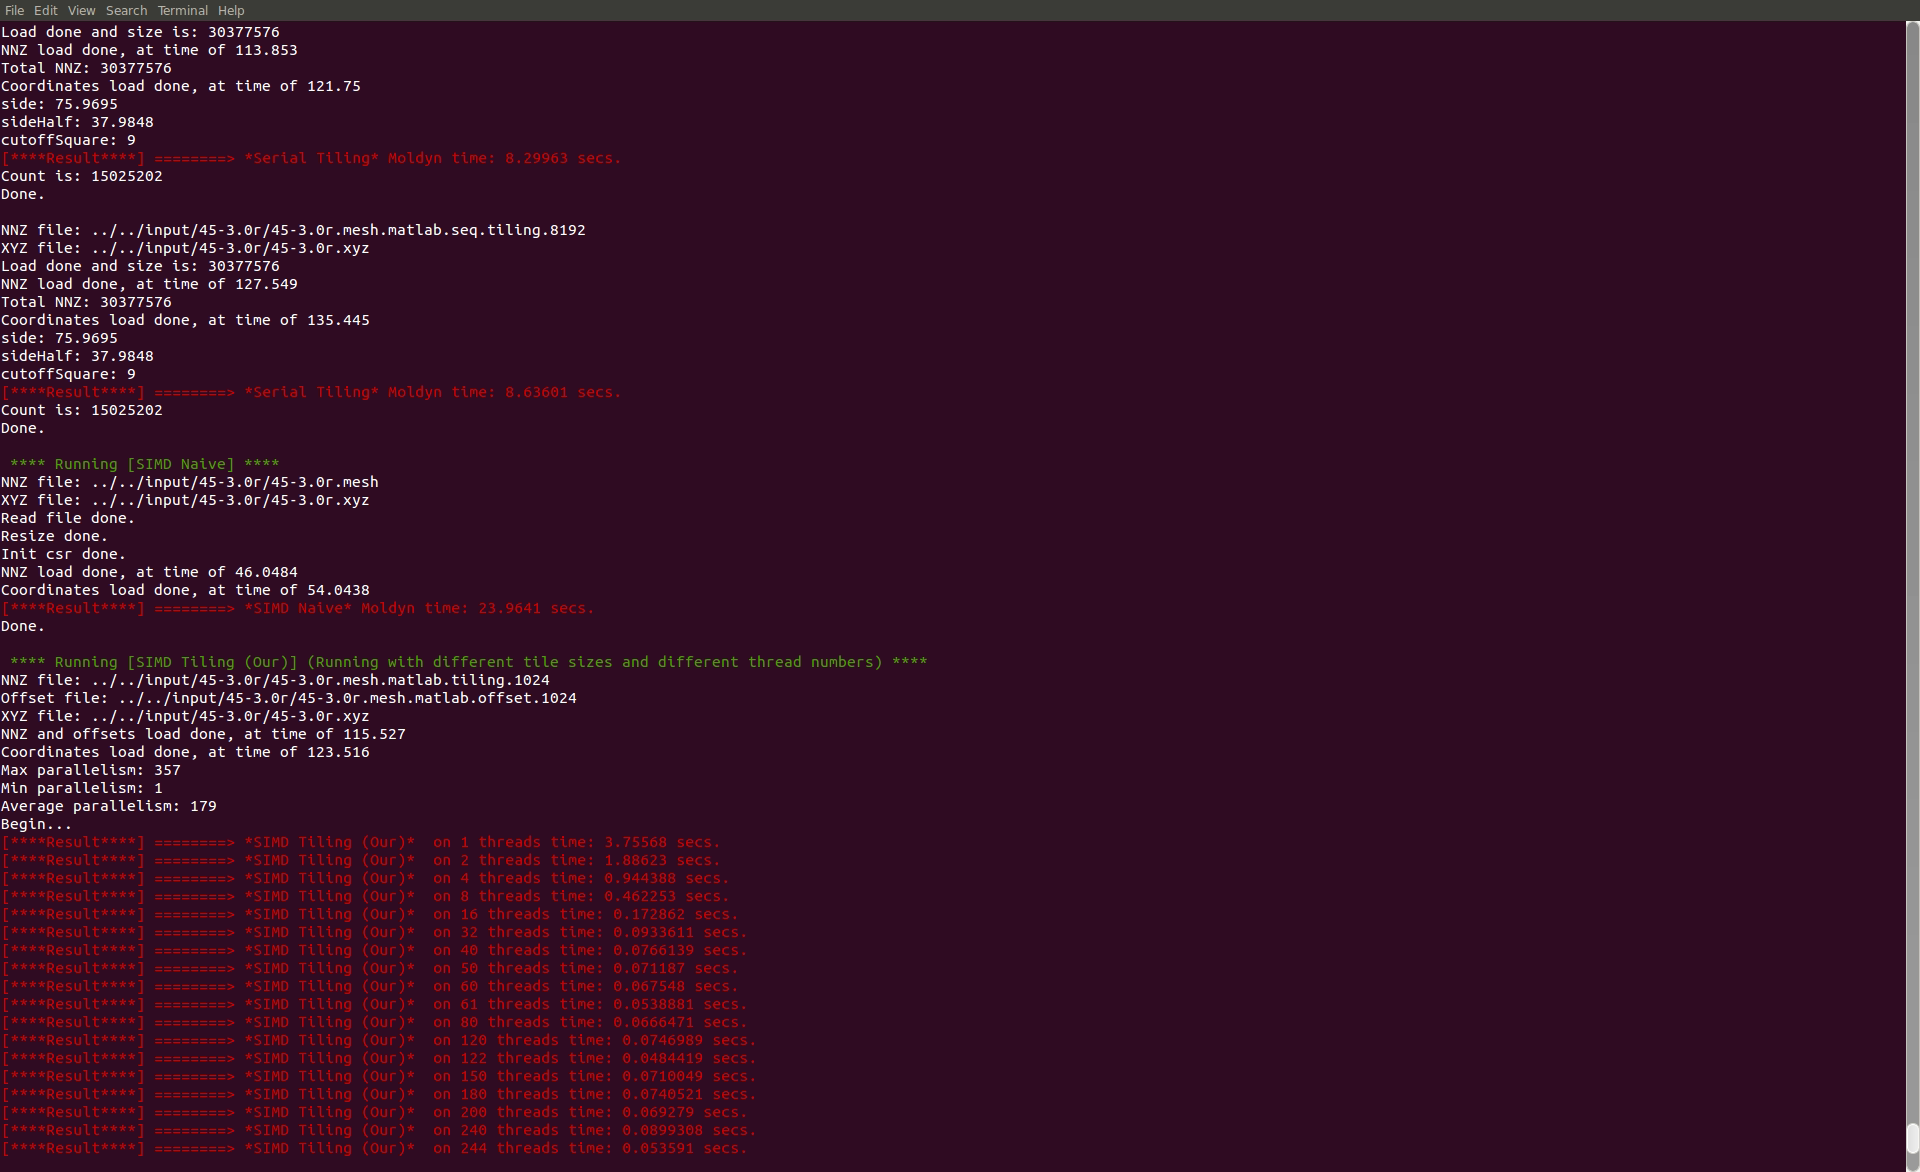 File Edit View Search Terminal Help
Load done and size is: 30377576
NNZ load done, at time of 113.853
Total NNZ: 30377576
Coordinates load done, at time of 121.75
side: 75.9695
sideHalf: 37.9848
cutoffSquare: 9
[****Result****] ========> *Serial Tiling* Moldyn time: 8.29963 secs.
Count is: 15025202
Done.
NNZ file: ../../input/45-3.0r/45-3.0r.mesh.matlab.seq.tiling.8192
XYZ file: ../../input/45-3.0r/45-3.0r.xyz
Load done and size is: 30377576
NNZ load done, at time of 127.549
Total NNZ: 30377576
Coordinates load done, at time of 135.445
side: 75.9695
sideHalf: 37.9848
cutoffSquare: 9
[****Result****] ========> *Serial Tiling* Moldyn time: 8.63601 secs.
Count is: 15025202
Done.
**** Running [SIMD Naive] ****
NNZ file: ../../input/45-3.0r/45-3.0r.mesh
XYZ file: ../../input/45-3.0r/45-3.0r.xyz
Read file done.
Resize done.
Init csr done.
NNZ load done, at time of 46.0484
Coordinates load done, at time of 54.0438
[****Result****] ========> *SIMD Naive* Moldyn time: 23.9641 secs.
Done.
**** Running [SIMD Tiling (Our)] (Running with different tile sizes and different thread numbers) ****
NNZ file: ../../input/45-3.0r/45-3.0r.mesh.matlab.tiling.1024
Offset file: ../../input/45-3.0r/45-3.0r.mesh.matlab.offset.1024
XYZ file: ../../input/45-3.0r/45-3.0r.xyz
NNZ and offsets load done, at time of 115.527
Coordinates load done, at time of 123.516
Max parallelism: 357
Min parallelism: 1
Average parallelism: 179
Begin...
[****Result****] ========> *SIMD Tiling (Our)*  on 1 threads time: 3.75568 secs.
[****Result****] ========> *SIMD Tiling (Our)*  on 2 threads time: 1.88623 secs.
[****Result****] ========> *SIMD Tiling (Our)*  on 4 threads time: 0.944388 secs.
[****Result****] ========> *SIMD Tiling (Our)*  on 8 threads time: 0.462253 secs.
[****Result****] ========> *SIMD Tiling (Our)*  on 16 threads time: 0.172862 secs.
[****Result****] ========> *SIMD Tiling (Our)*  on 32 threads time: 0.0933611 secs.
[****Result****] ========> *SIMD Tiling (Our)*  on 40 threads time: 0.0766139 secs.
[****Result****] ========> *SIMD Tiling (Our)*  on 50 threads time: 0.071187 secs.
[****Result****] ========> *SIMD Tiling (Our)*  on 60 threads time: 0.067548 secs.
[****Result****] ========> *SIMD Tiling (Our)*  on 61 threads time: 0.0538881 secs.
[****Result****] ========> *SIMD Tiling (Our)*  on 80 threads time: 0.0666471 secs.
[****Result****] ========> *SIMD Tiling (Our)*  on 120 threads time: 0.0746989 secs.
[****Result****] ========> *SIMD Tiling (Our)*  on 122 threads time: 0.0484419 secs.
[****Result****] ========> *SIMD Tiling (Our)*  on 150 threads time: 0.0710049 secs.
[****Result****] ========> *SIMD Tiling (Our)*  on 180 threads time: 0.0740521 secs.
[****Result****] ========> *SIMD Tiling (Our)*  on 200 threads time: 0.069279 secs.
[****Result****] ========> *SIMD Tiling (Our)*  on 240 threads time: 0.0899308 secs.
[****Result****] ========> *SIMD Tiling (Our)*  on 244 threads time: 0.053591 secs.